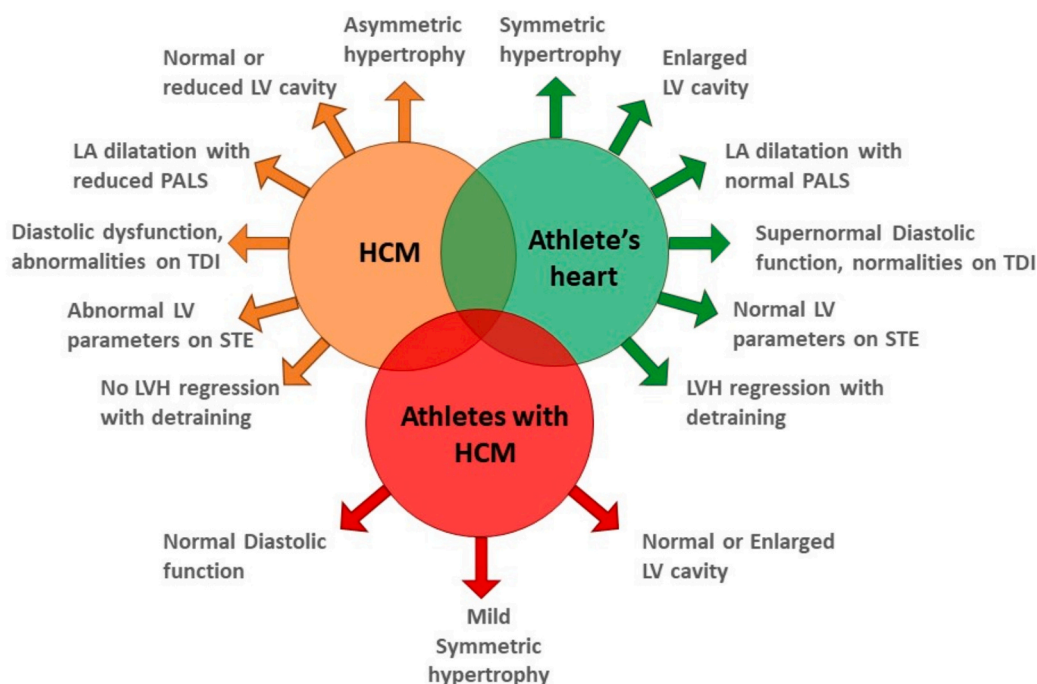 Asymmetric
hypertrophy
Symmetric
hypertrophy
Normal or
reduced LV cavity
Enlarged
LV cavity
LA dilatation with
reduced PALS
LA dilatation with
normal PALS
Diastolic dysfunction,
abnormalities on TDI
HCM
Athlete's
heart
Supernormal Diastolic
function, normalities on TDI
Abnormal LV
parameters on STE
Normal LV
parameters on STE
No LVH regression
with detraining
LVH regression with
detraining
Athletes with
HCM
Normal Diastolic
function
Normal or Enlarged
LV cavity
Mild
Symmetric
hypertrophy